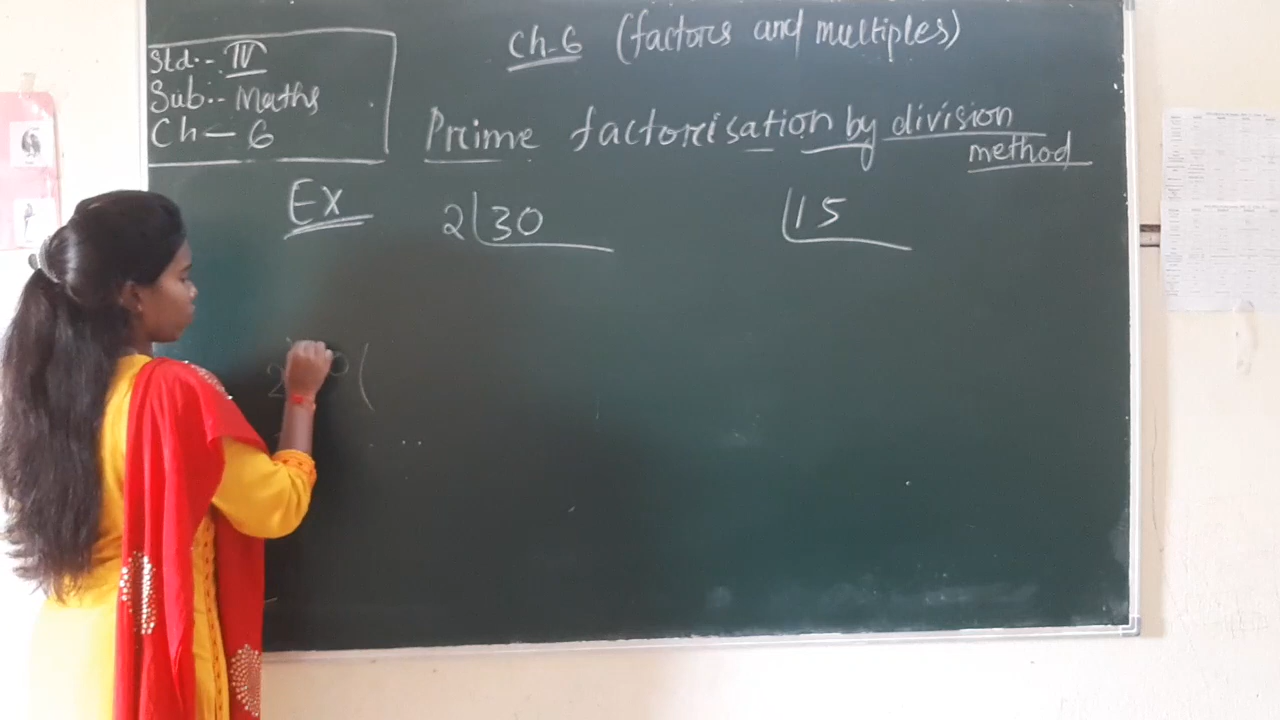 Std.- IV
Sub.- Maths
Ch - 6
Ch-6 (factors and multiples)
Prime factorisation by division
method
Ex
2 30
15
2